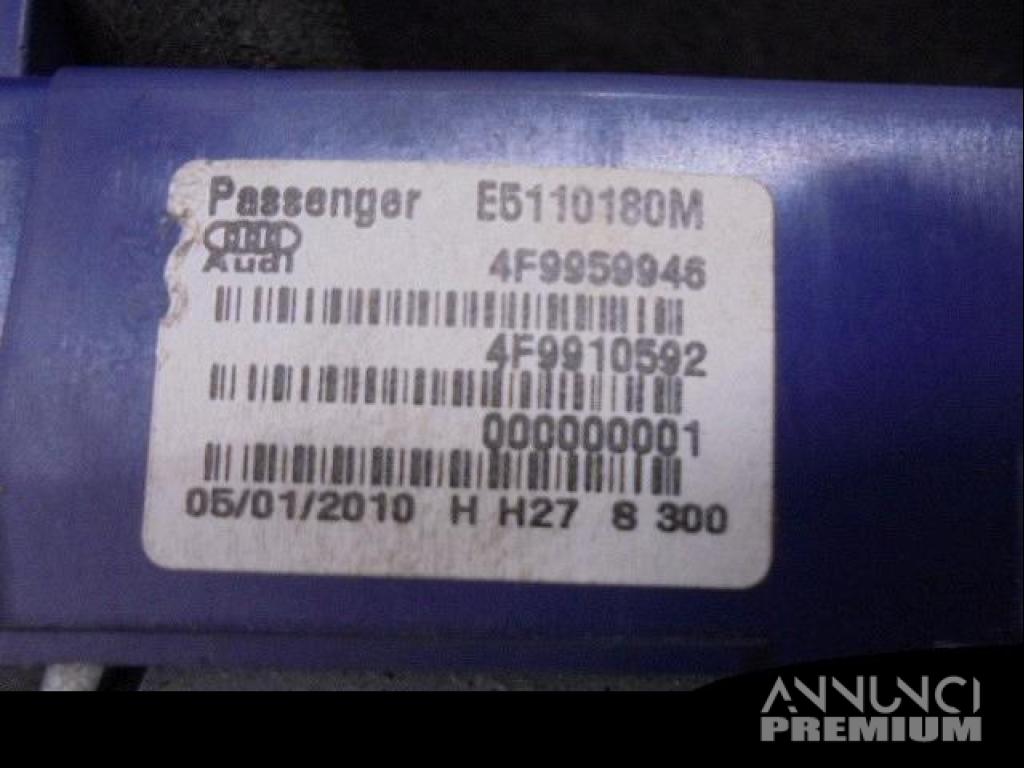 Passenger E5110180M
Audi 4F9959946
4F9910592
000000001
05/01/2010 H H27 8 300
ANNUNCI
PREMIUM